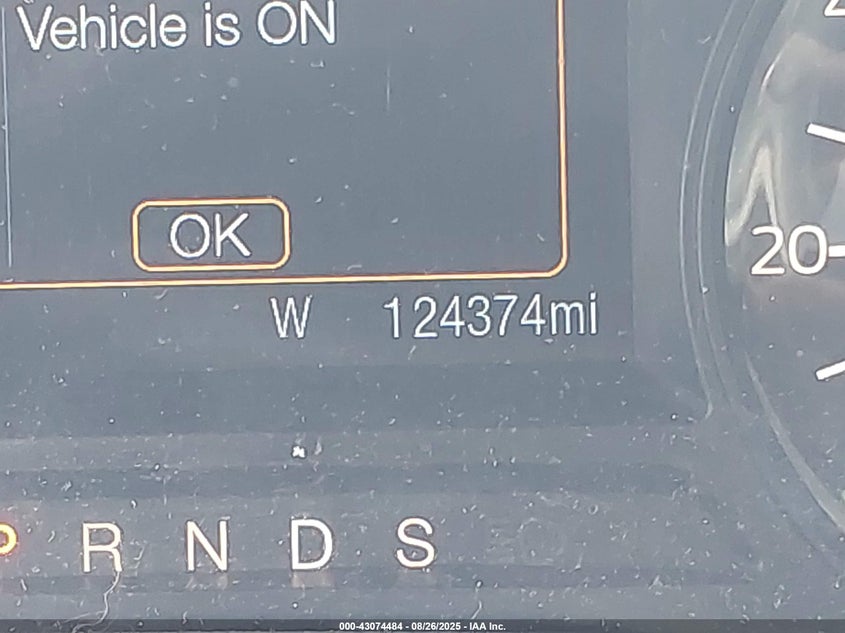 Vehicle is ON
OK
20
W 124374mi
P R N D S
000-43074484 - 08/26/2025 - IAA Inc.